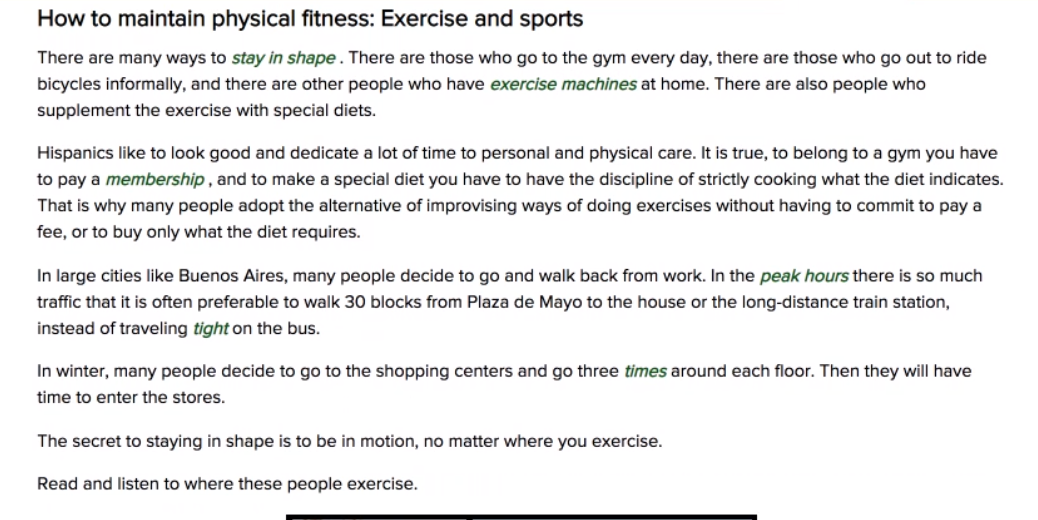 How to maintain physical fitness: Exercise and sports
There are many ways to stay in shape . There are those who go to the gym every day, there are those who go out to ride
bicycles informally, and there are other people who have exercise machines at home. There are also people who
supplement the exercise with special diets.
Hispanics like to look good and dedicate a lot of time to personal and physical care. It is true, to belong to a gym you have
to pay a membership , and to make a special diet you have to have the discipline of strictly cooking what the diet indicates.
That is why many people adopt the alternative of improvising ways of doing exercises without having to commit to pay a
fee, or to buy only what the diet requires.
In large cities like Buenos Aires, many people decide to go and walk back from work. In the peak hours there is so much
traffic that it is often preferable to walk 30 blocks from Plaza de Mayo to the house or the long-distance train station,
instead of traveling tight on the bus.
In winter, many people decide to go to the shopping centers and go three times around each floor. Then they will have
time to enter the stores.
The secret to staying in shape is to be in motion, no matter where you exercise.
Read and listen to where these people exercise.